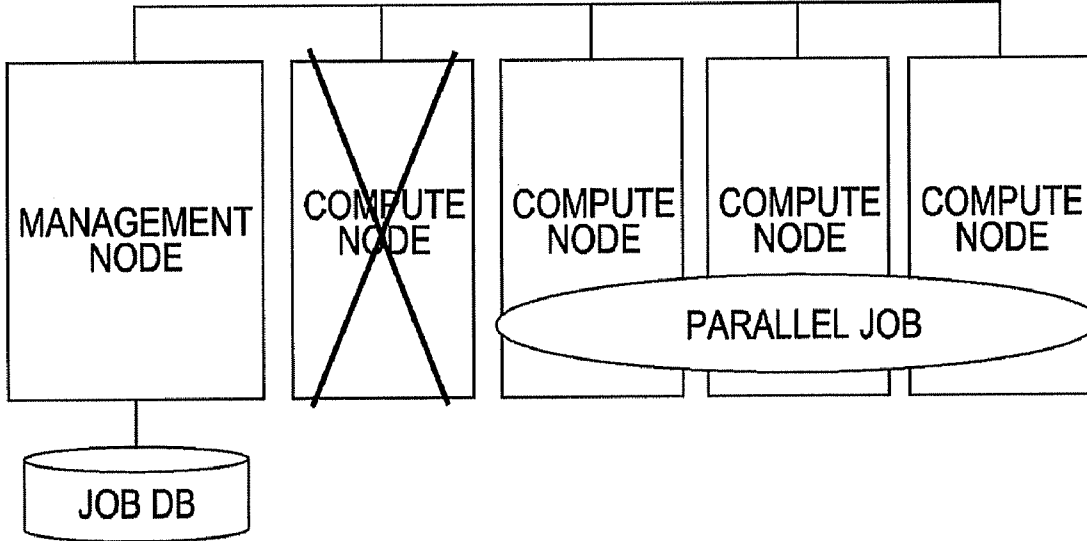 MANAGEMENT
NODE
COMPUTE
NODE
COMPUTE
NODE
COMPUTE
NODE
COMPUTE
NODE
PARALLEL JOB
JOB DB